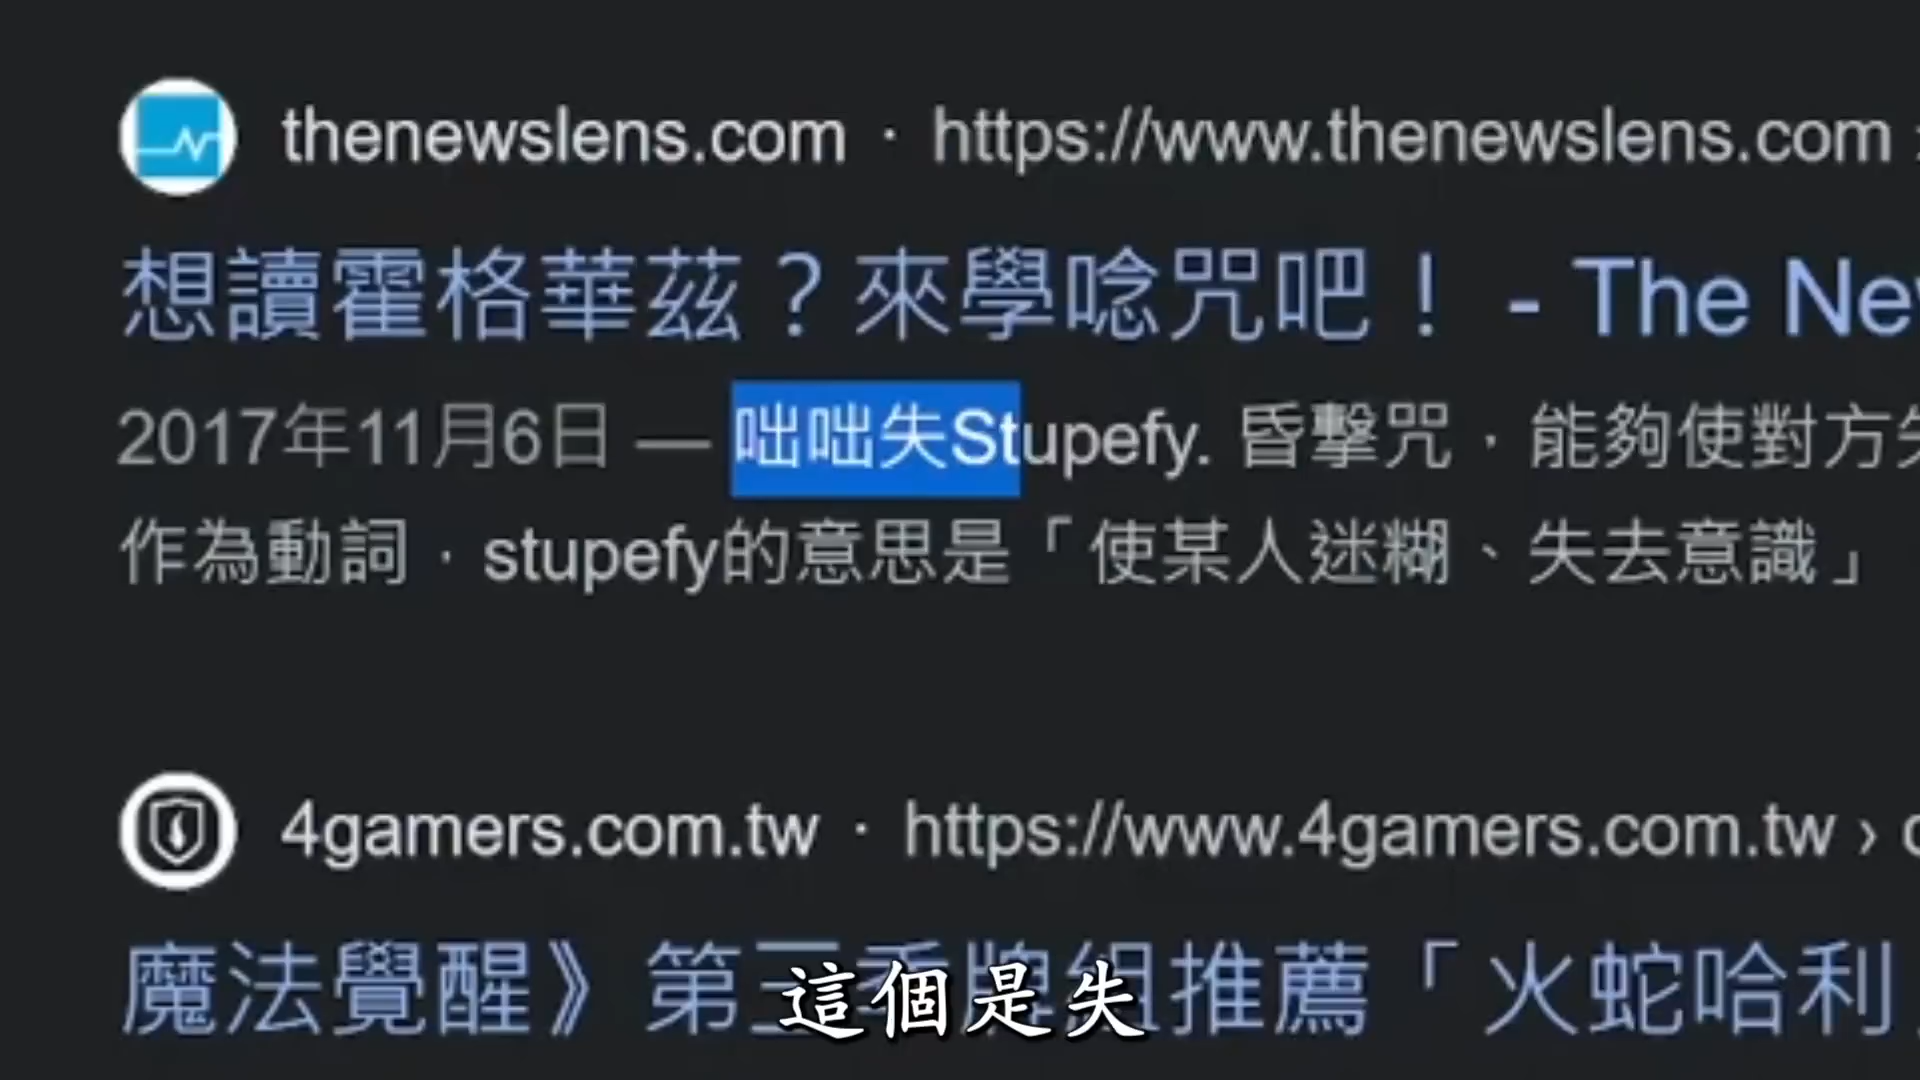 thenewslens.com · https://www.thenewslens.com
想讀霍格華茲？來學唸咒吧！ - The Ne
2017年11月6日 — 咄咄失Stupefy. 昏擊咒，能夠使對方失
作為動詞，stupefy的意思是「使某人迷糊、失去意識」
4gamers.com.tw · https://www.4gamers.com.tw ›
魔法覺醒》第三季牌組推薦「火蛇哈利」
這個是失